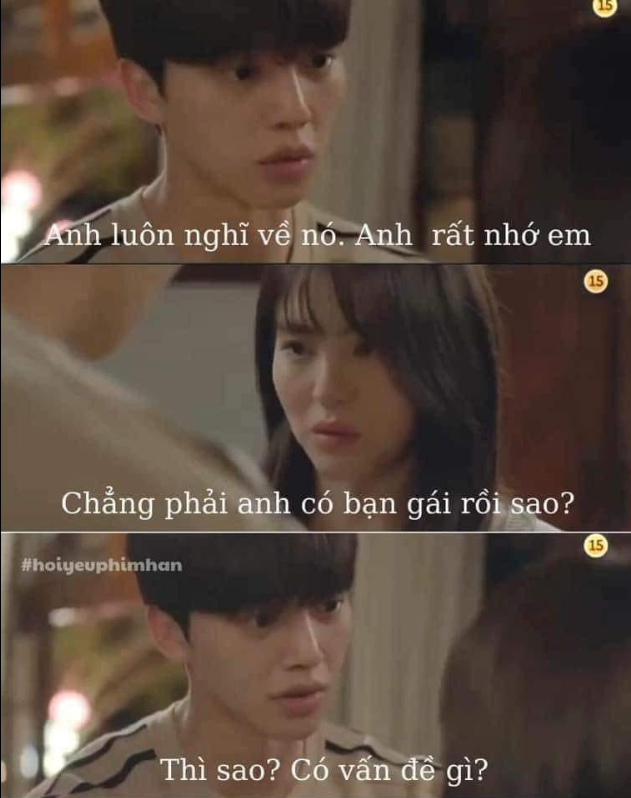 15
Anh luôn nghĩ về nó. Anh rất nhớ em
15
Chẳng phải anh có bạn gái rồi sao?
15
#hoiyeuphimhan
Thì sao? Có vấn đề gì?